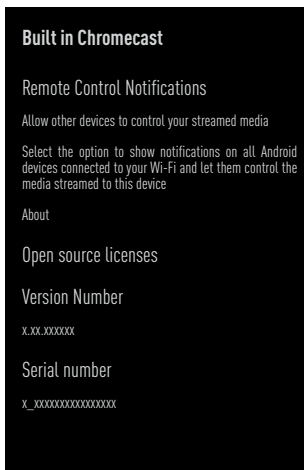 Built in Chromecast
Remote Control Notifications
Allow other devices to control your streamed media
Select the option to show notifications on all Android
devices connected to your Wi-Fi and let them control the
media streamed to this device
About
Open source licenses
Version Number
x.xx.xxxxxx
Serial number
x_xxxxxxxxxxxxxxxx